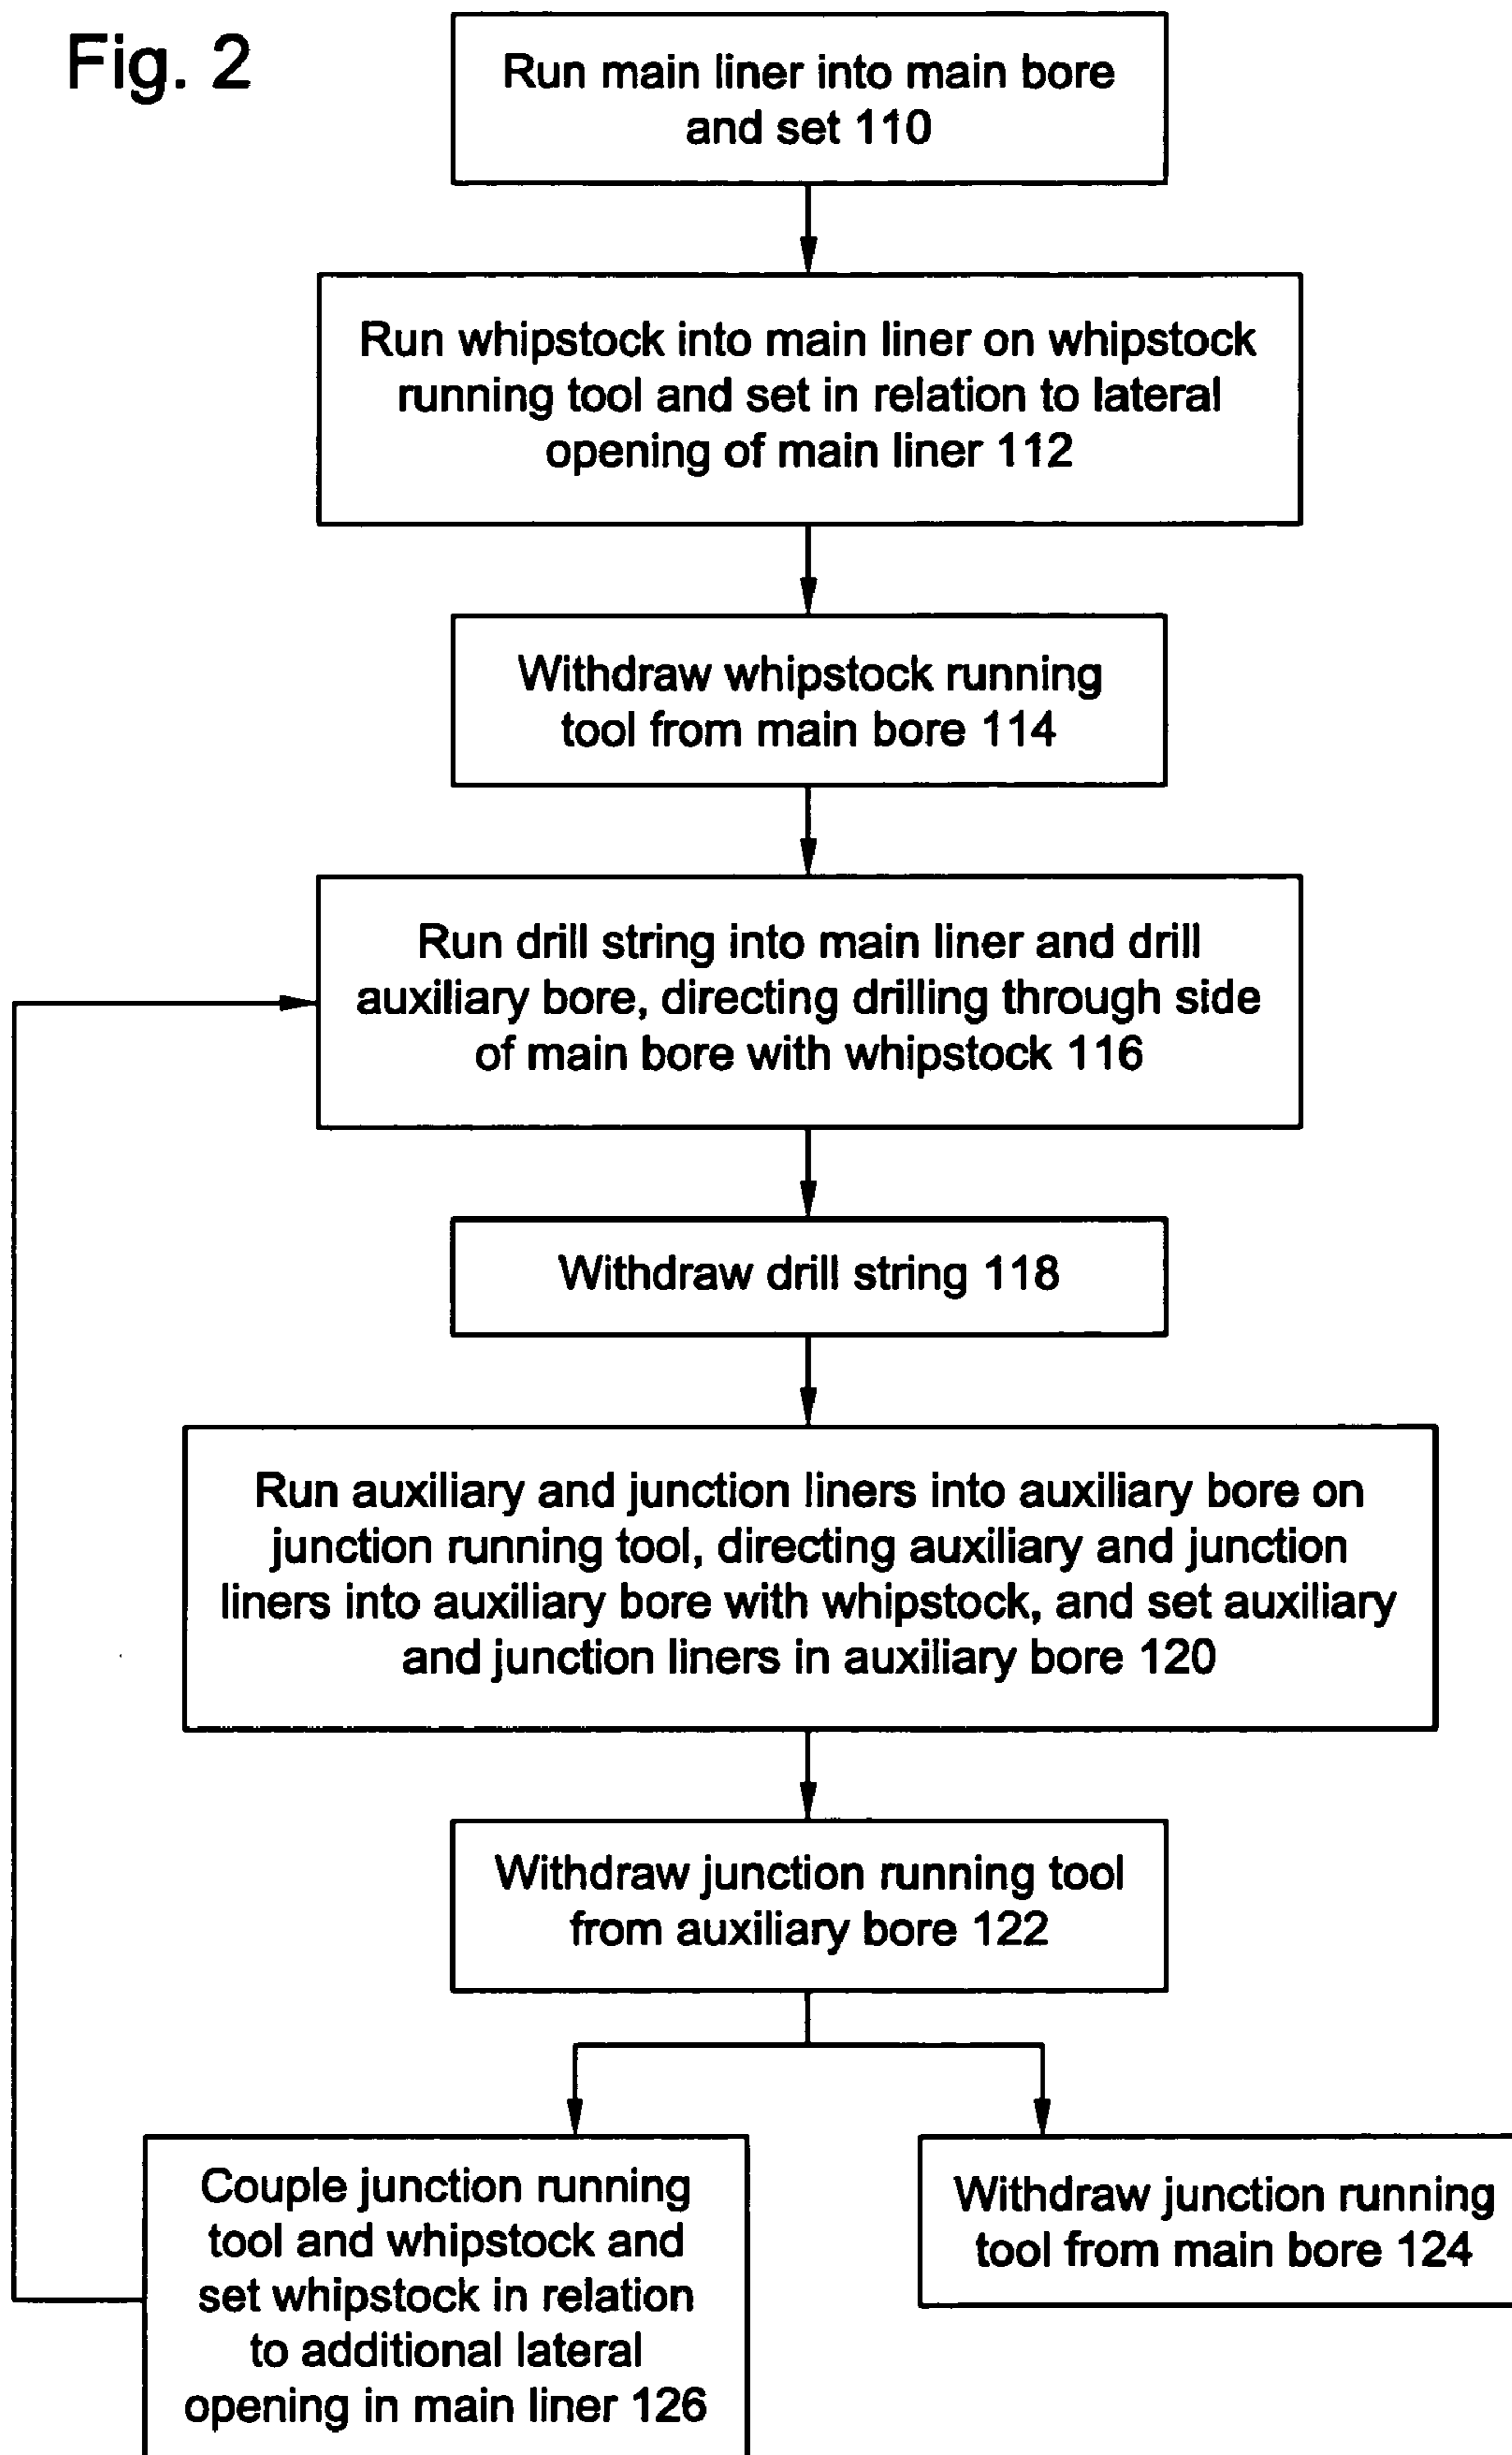 Fig. 2
Run main liner into main bore
and set 110
Run whipstock into main liner on whipstock
running tool and set in relation to lateral
opening of main liner 112
Withdraw whipstock running
tool from main bore 114
Run drill string into main liner and drill
auxiliary bore, directing drilling through side
of main bore with whipstock 116
Withdraw drill string 118
Run auxiliary and junction liners into auxiliary bore on
junction running tool, directing auxiliary and junction
liners into auxiliary bore with whipstock, and set auxiliary
and junction liners in auxiliary bore 120
Withdraw junction running tool
from auxiliary bore 122
Couple junction running
tool and whipstock and
set whipstock in relation
to additional lateral
opening in main liner 126
Withdraw junction running
tool from main bore 124